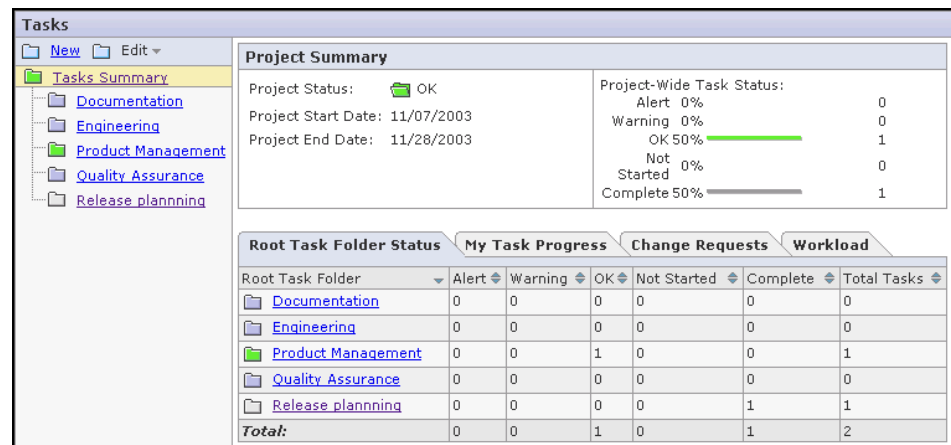 Tasks
New Edit
Tasks Summary
Documentation
Engineering
Product Management
Quality Assurance
Release plannning
Project Summary
Project Status: OK
Project Start Date: 11/07/2003
Project End Date: 11/28/2003
Project-Wide Task Status:
Alert 0% 0
Warning 0% 0
OK 50% 1
Not
Started 0% 0
Complete 50% 1
Root Task Folder Status My Task Progress Change Requests Workload
Root Task Folder Alert Warning OK Not Started Complete Total Tasks
Documentation 0 0 0 0 0 0
Engineering 0 0 0 0 0 0
Product Management 0 0 1 0 0 1
Quality Assurance 0 0 0 0 0 0
Release plannning 0 0 0 0 1 1
Total: 0 0 1 0 1 2